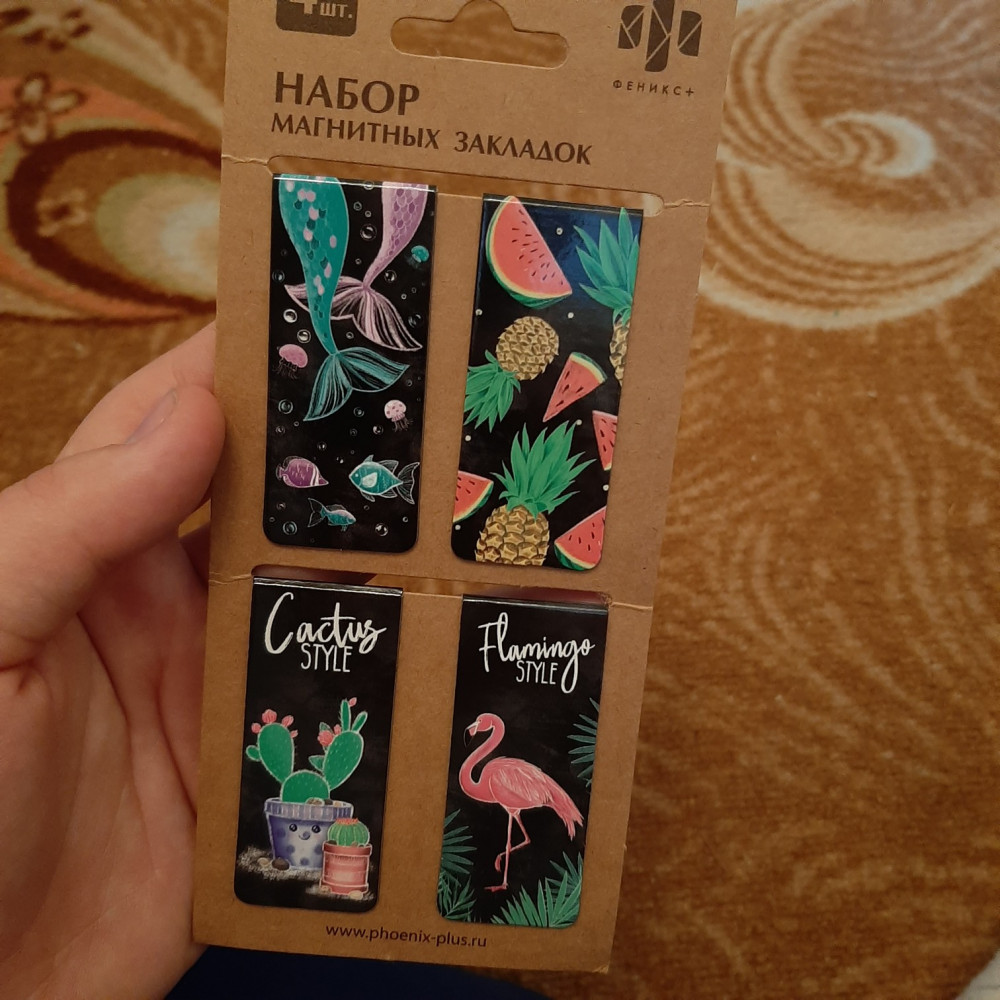 4шт.
ФЕНИКС+
НАБОР
МАГНИТНЫХ ЗАКЛАДОК
Cactus
STYLE
Flamingo
STYLE
www.phoenix-plus.ru